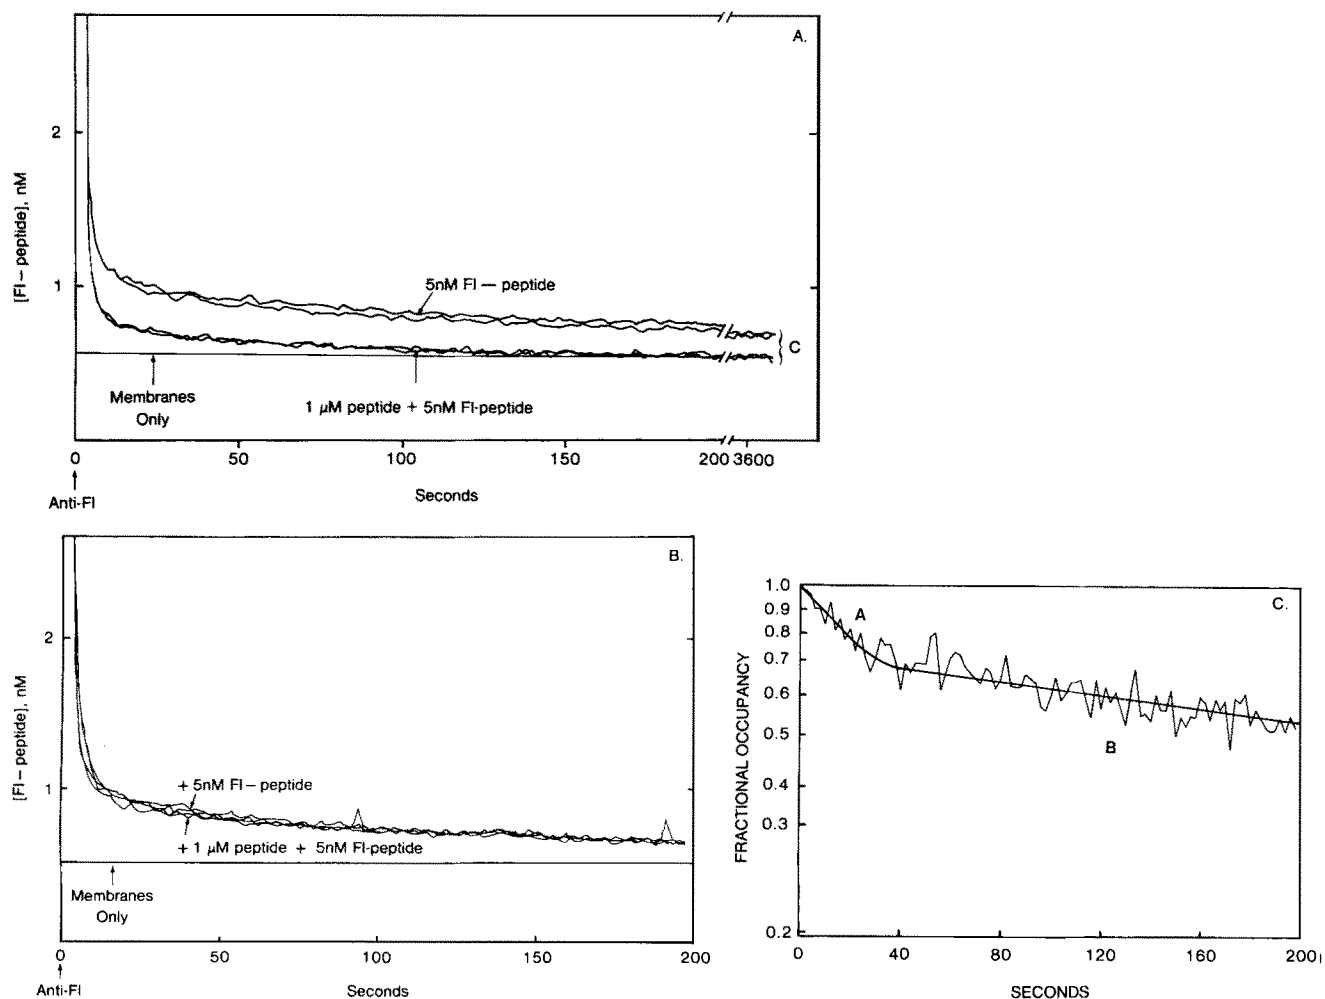 A.
2
1
[Fl – peptide], nM
5nM Fl – peptide
C
Membranes
Only
1 μM peptide + 5nM Fl-peptide
0 50 100 150 200 3600
Anti-Fl
Seconds
B.
2
1
[Fl – peptide], nM
+ 5nM Fl – peptide
+ 1 μM peptide + 5nM Fl-peptide
Membranes
Only
0 50 100 150 200
Anti-Fl
Seconds
C.
1.0
0.9
0.8
0.7
0.6
0.5
0.4
0.3
0.2
FRACTIONAL OCCUPANCY
A
B
0 40 80 120 160 200
SECONDS